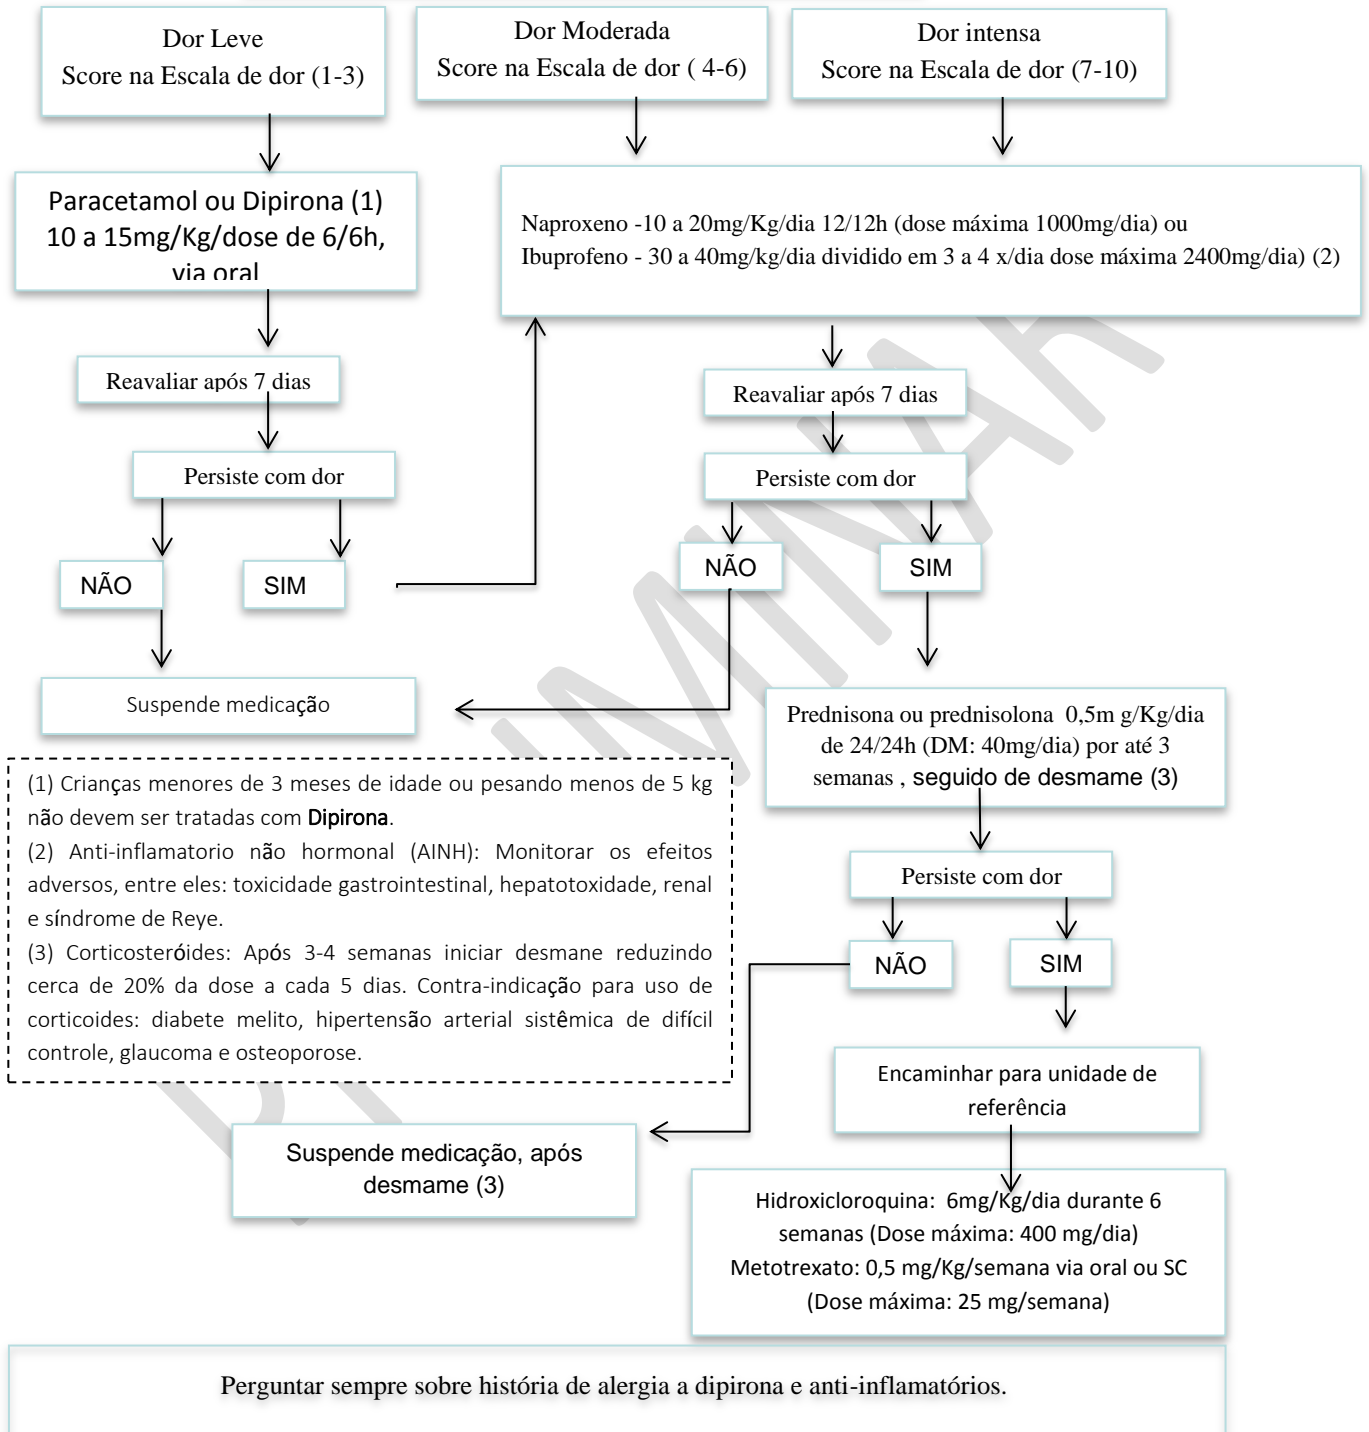 Dor Leve
Score na Escala de dor (1-3)
Dor Moderada
Score na Escala de dor ( 4-6)
Dor intensa
Score na Escala de dor (7-10)
Paracetamol ou Dipirona (1)
10 a 15mg/Kg/dose de 6/6h,
via oral
Naproxeno -10 a 20mg/Kg/dia 12/12h (dose máxima 1000mg/dia) ou
Ibuprofeno - 30 a 40mg/kg/dia dividido em 3 a 4 x/dia dose máxima 2400mg/dia) (2)
Reavaliar após 7 dias
Reavaliar após 7 dias
Persiste com dor
Persiste com dor
NÃO
SIM
NÃO
SIM
Suspende medicação
Prednisona ou prednisolona 0,5m g/Kg/dia
de 24/24h (DM: 40mg/dia) por até 3
semanas , seguido de desmame (3)
(1) Crianças menores de 3 meses de idade ou pesando menos de 5 kg
não devem ser tratadas com Dipirona.
(2) Anti-inflamatorio não hormonal (AINH): Monitorar os efeitos
adversos, entre eles: toxicidade gastrointestinal, hepatotoxidade, renal
e síndrome de Reye.
(3) Corticosteróides: Após 3-4 semanas iniciar desmane reduzindo
cerca de 20% da dose a cada 5 dias. Contra-indicação para uso de
corticoides: diabete melito, hipertensão arterial sistêmica de difícil
controle, glaucoma e osteoporose.
Persiste com dor
NÃO
SIM
Encaminhar para unidade de
referência
Suspende medicação, após
desmame (3)
Hidroxicloroquina: 6mg/Kg/dia durante 6
semanas (Dose máxima: 400 mg/dia)
Metotrexato: 0,5 mg/Kg/semana via oral ou SC
(Dose máxima: 25 mg/semana)
Perguntar sempre sobre história de alergia a dipirona e anti-inflamatórios.